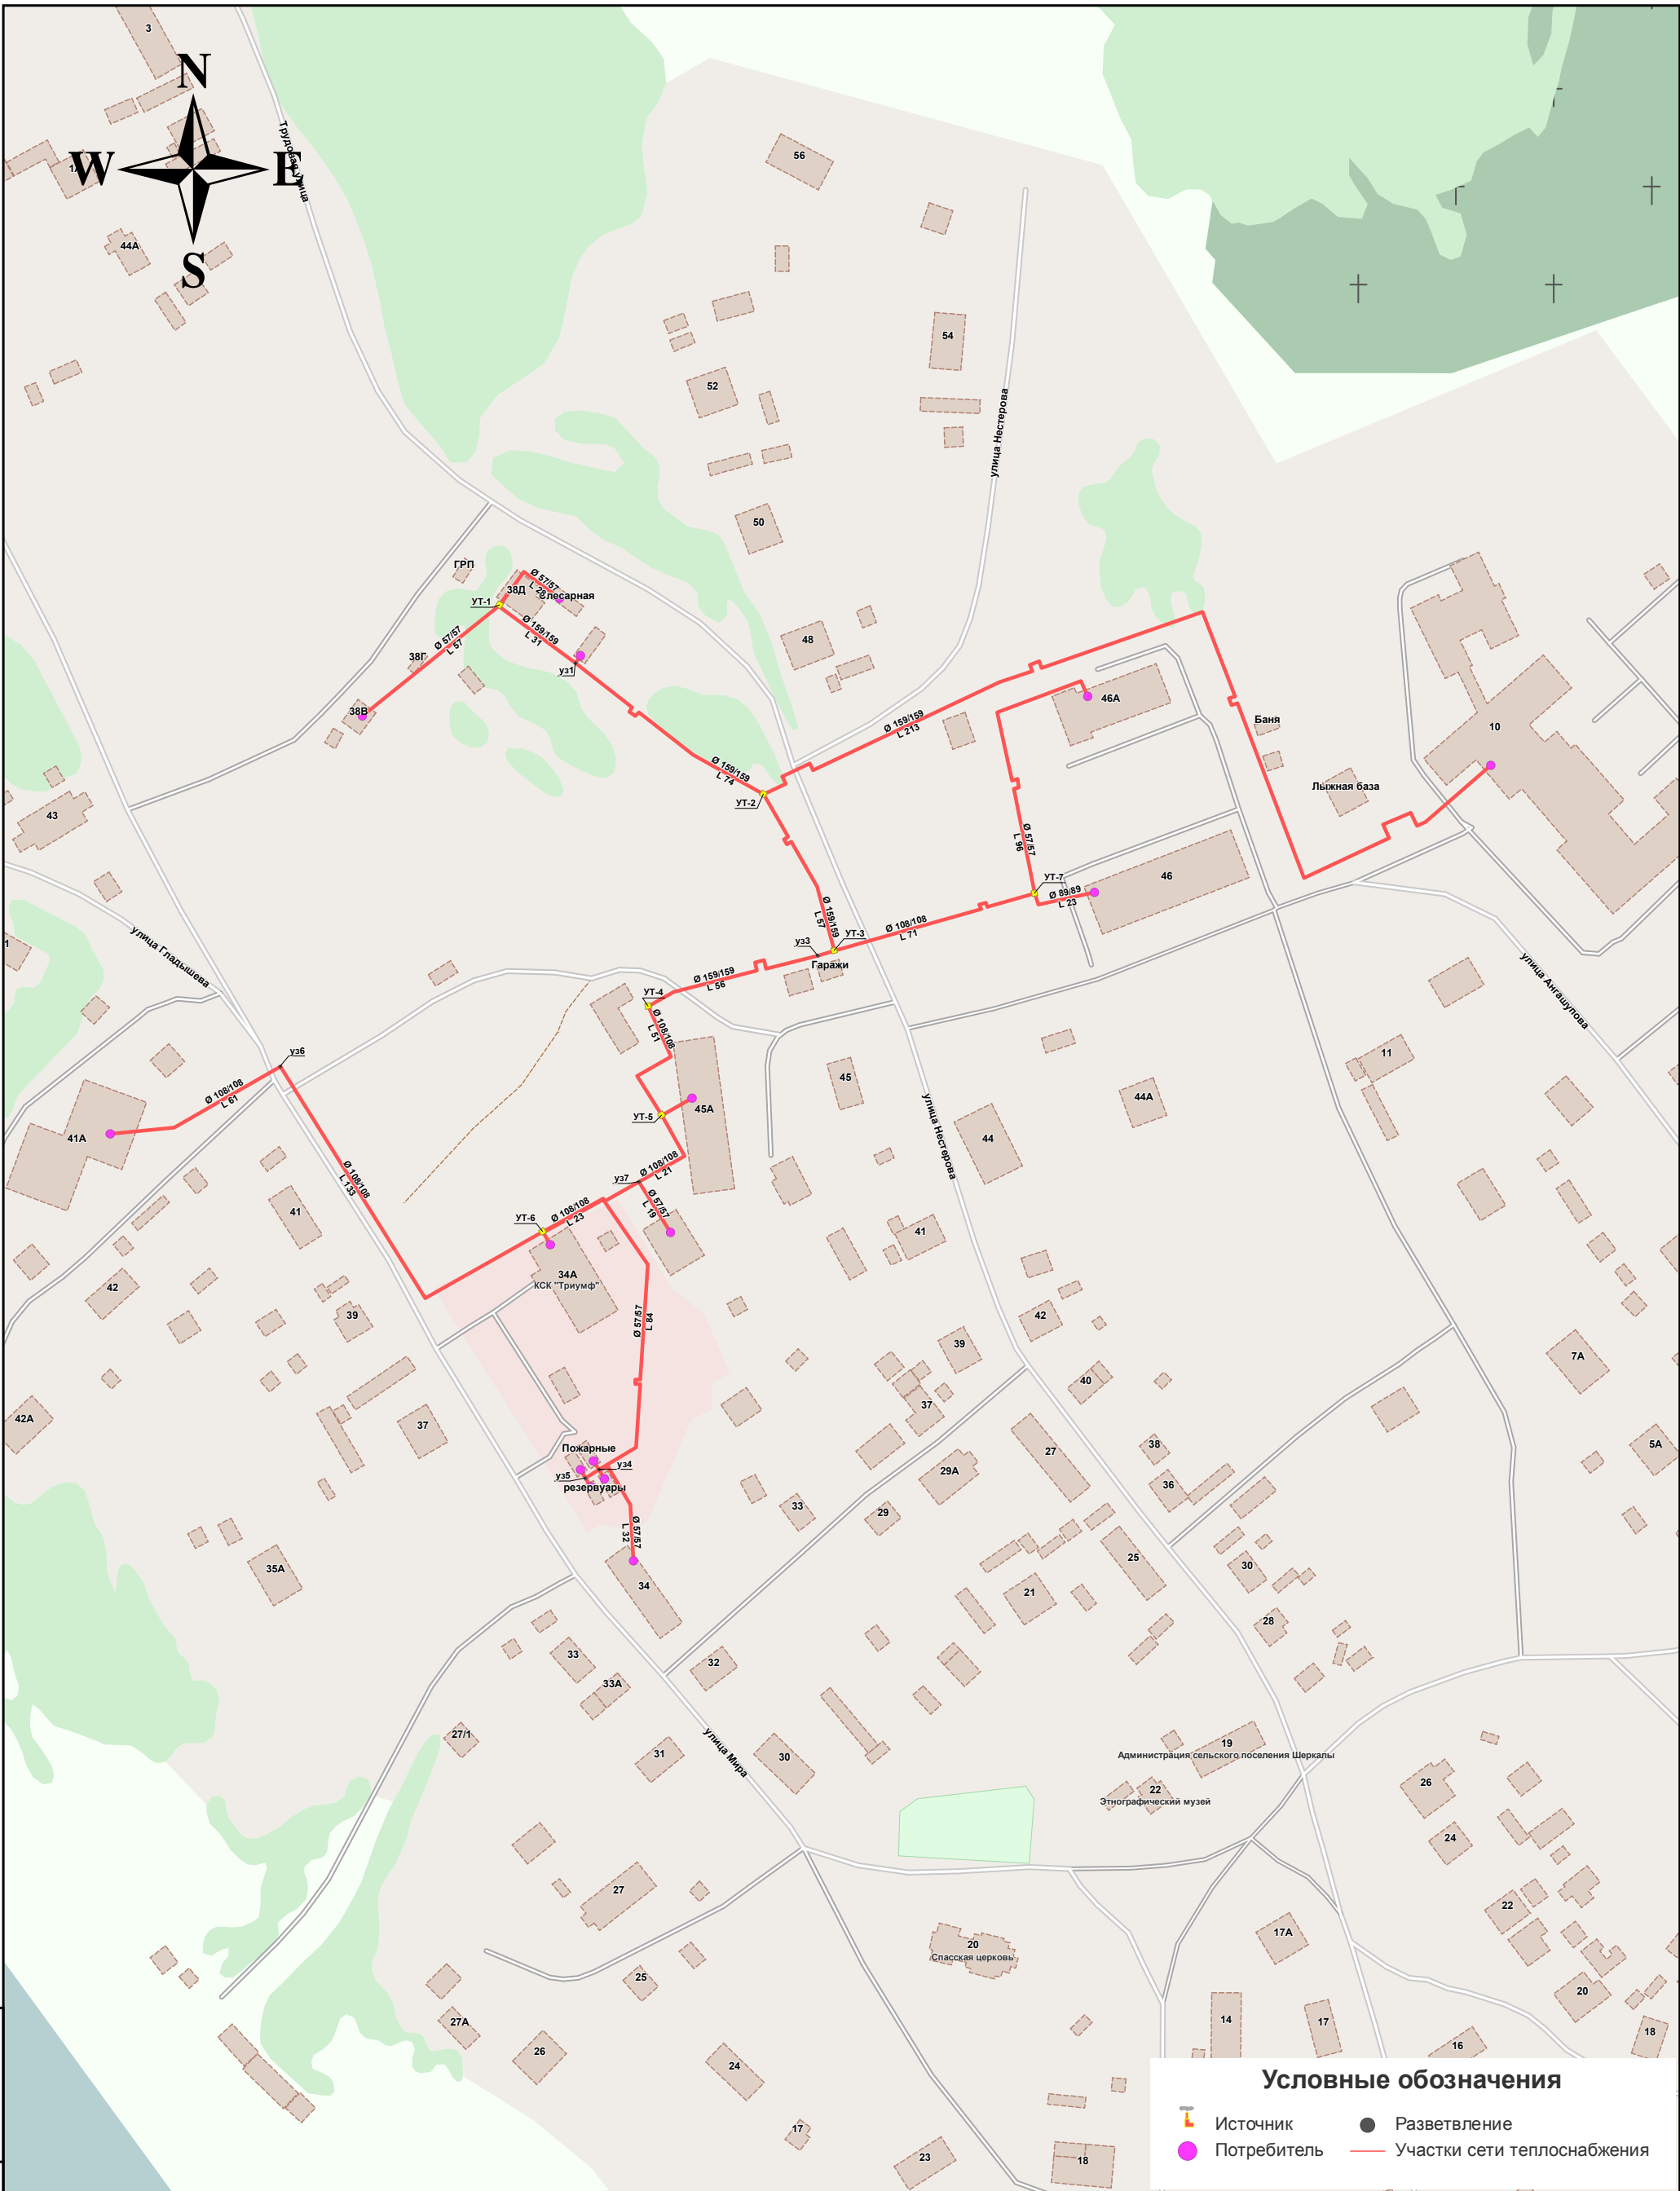 3
N
W
E
S
Трудовая улица
44А
56
54
52
улица Нестерова
50
48
ГРП
38Д
Ø 57/57
L 28
Слесарная
УТ-1
Ø 57/57
L 57
Ø 159/159
L 31
уз1
38Г
38В
46А
Ø 159/159
L 213
Баня
10
Лыжная база
Ø 159/159
L 74
УТ-2
43
Ø 57/57
L 96
УТ-7
46
Ø 89/89
L 23
Ø 159/159
L 57
Ø 108/108
L 71
УТ-3
уз3
Гаражи
Ø 159/159
L 56
улица Гладышева
1
УТ-4
Ø 108/108
L 51
улица Ангашупова
уз6
11
45
44А
Ø 108/108
L 61
45А
УТ-5
41А
44
улица Нестерова
Ø 108/108
L 133
Ø 108/108
L 21
уз7
Ø 57/57
L 19
41
УТ-6
Ø 108/108
L 23
41
34А
КСК "Триумф"
42
39
Ø 57/57
L 84
42
39
7А
40
37
42А
37
38
5А
Пожарные
27
уз4
уз5
резервуары
29А
36
33
29
Ø 57/57
L 32
25
30
35А
34
21
28
33
32
33А
27/1
улица Мира
31
30
19
Администрация сельского поселения Шеркалы
22
Этнографический музей
26
24
27
22
17А
20
Спасская церковь
25
20
27А
14
17
18
26
24
16
17
23
18
Условные обозначения
Источник
Разветвление
Потребитель
Участки сети теплоснабжения